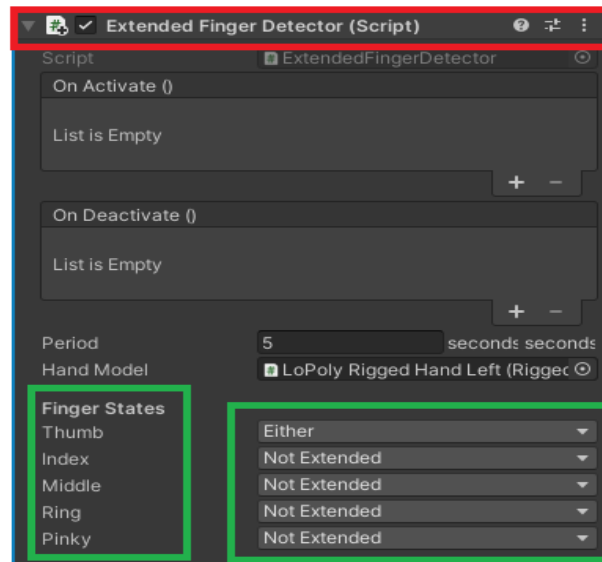 Extended Finger Detector (Script)
Script ExtendedFingerDetector
On Activate ()
List is Empty
+ −
On Deactivate ()
List is Empty
+ −
Period 5 seconds seconds
Hand Model LoPoly Rigged Hand Left (Riggec
Finger States
Thumb Either
Index Not Extended
Middle Not Extended
Ring Not Extended
Pinky Not Extended